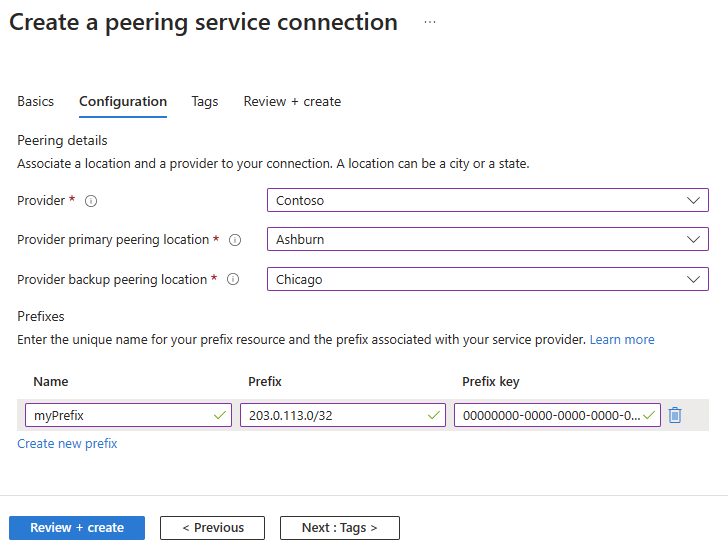 Create a peering service connection ...
Basics Configuration Tags Review + create
Peering details
Associate a location and a provider to your connection. A location can be a city or a state.
Provider * Contoso
Provider primary peering location * Ashburn
Provider backup peering location * Chicago
Prefixes
Enter the unique name for your prefix resource and the prefix associated with your service provider. Learn more
Name Prefix Prefix key
myPrefix 203.0.113.0/32 00000000-0000-0000-0000-0...
Create new prefix
Review + create < Previous Next : Tags >